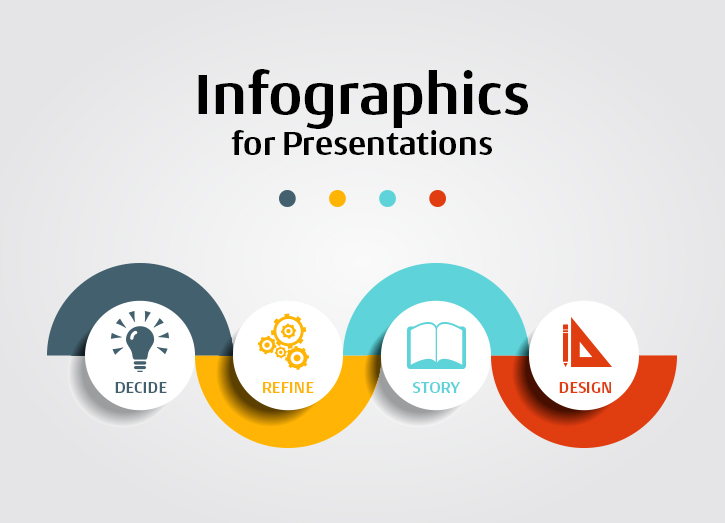 Infographics
for Presentations
DECIDE
REFINE
STORY
DESIGN